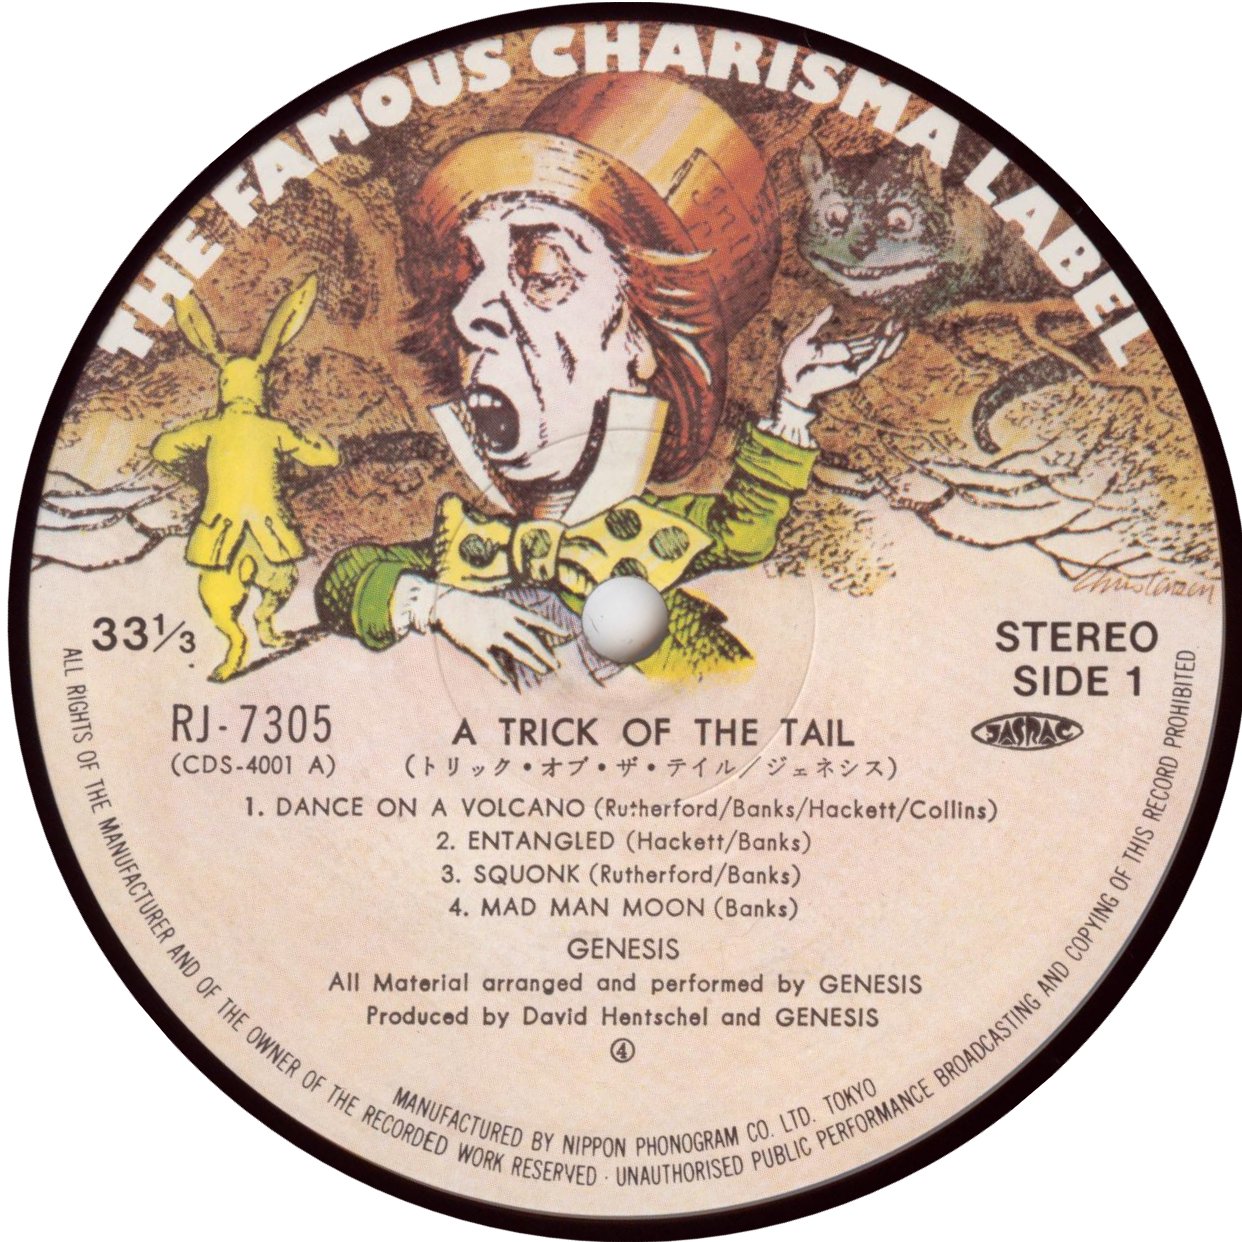 THE FAMOUS CHARISMA LABEL
33⅓
STEREO
SIDE 1
JASRAC
RJ-7305
(CDS-4001 A)
A TRICK OF THE TAIL
(トリック・オブ・ザ・テイル/ジェネシス)
1. DANCE ON A VOLCANO (Rutherford/Banks/Hackett/Collins)
2. ENTANGLED (Hackett/Banks)
3. SQUONK (Rutherford/Banks)
4. MAD MAN MOON (Banks)
GENESIS
All Material arranged and performed by GENESIS
Produced by David Hentschel and GENESIS
④
MANUFACTURED BY NIPPON PHONOGRAM CO. LTD. TOKYO
ALL RIGHTS OF THE MANUFACTURER AND OF THE OWNER OF THE RECORDED WORK RESERVED · UNAUTHORISED PUBLIC PERFORMANCE BROADCASTING AND COPYING OF THIS RECORD PROHIBITED